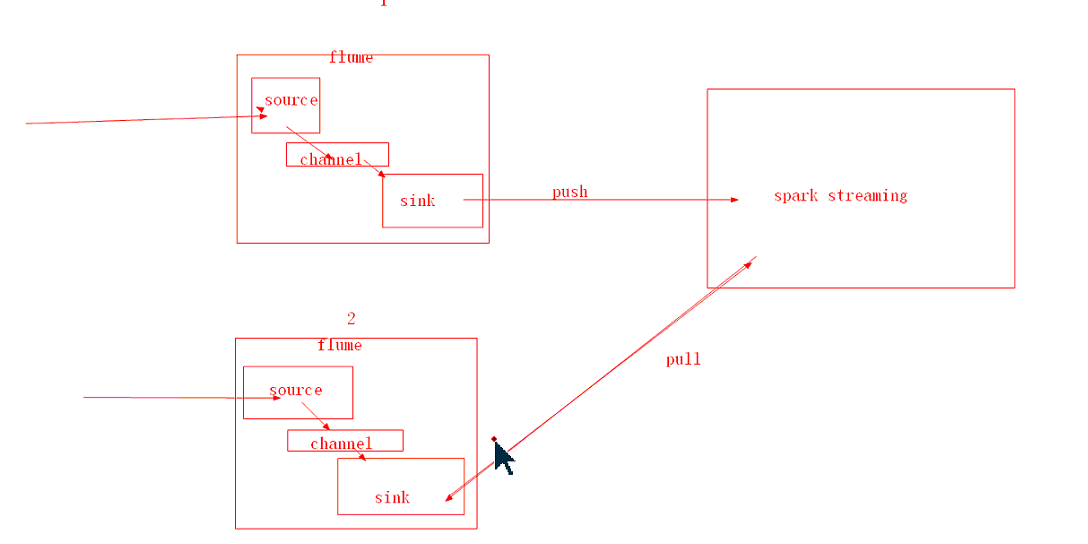 flume
source
channel
sink
push
spark streaming
2
flume
source
channel
sink
pull